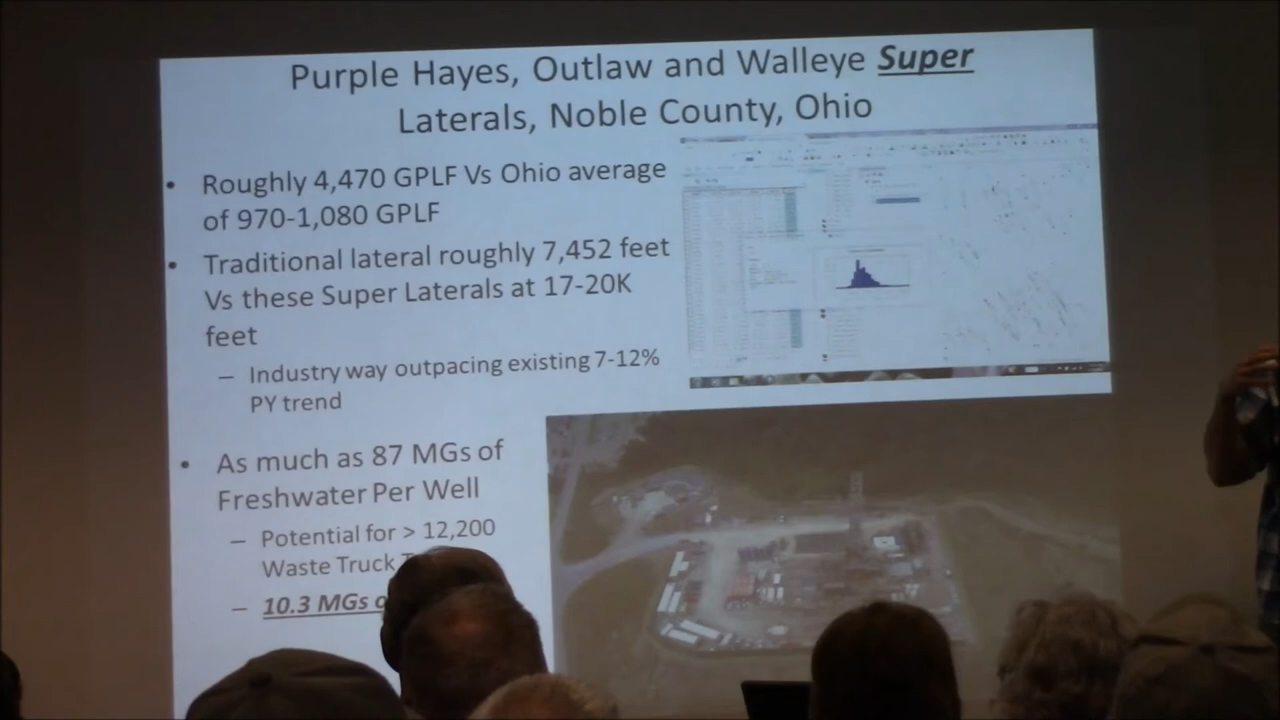 Purple Hayes, Outlaw and Walleye Super
Laterals, Noble County, Ohio
• Roughly 4,470 GPLF Vs Ohio average
of 970-1,080 GPLF
• Traditional lateral roughly 7,452 feet
Vs these Super Laterals at 17-20K
feet
– Industry way outpacing existing 7-12%
PY trend
• As much as 87 MGs of
Freshwater Per Well
– Potential for > 12,200
Waste Truck
– 10.3 MGs